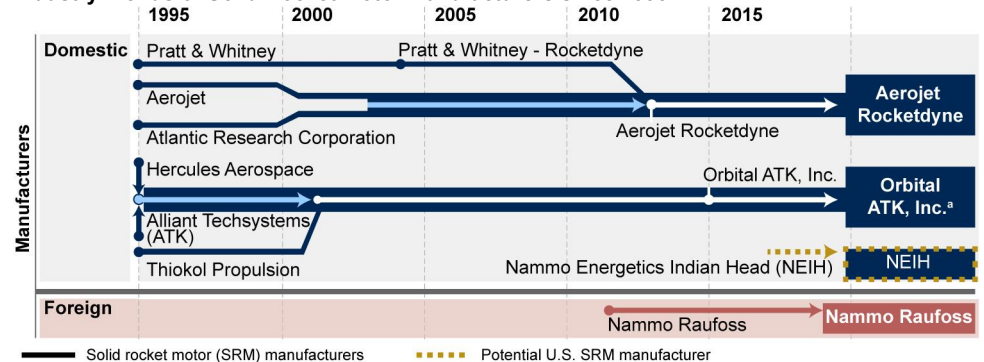 1995 2000 2005 2010 2015
Domestic
Pratt & Whitney
Pratt & Whitney - Rocketdyne
Aerojet
Atlantic Research Corporation
Aerojet Rocketdyne
Aerojet
Rocketdyne
Manufacturers
Hercules Aerospace
Orbital ATK, Inc.
Alliant Techsystems
(ATK)
Thiokol Propulsion
Orbital
ATK, Inc.ª
Nammo Energetics Indian Head (NEIH)
NEIH
Foreign
Nammo Raufoss
Nammo Raufoss
Solid rocket motor (SRM) manufacturers
Potential U.S. SRM manufacturer